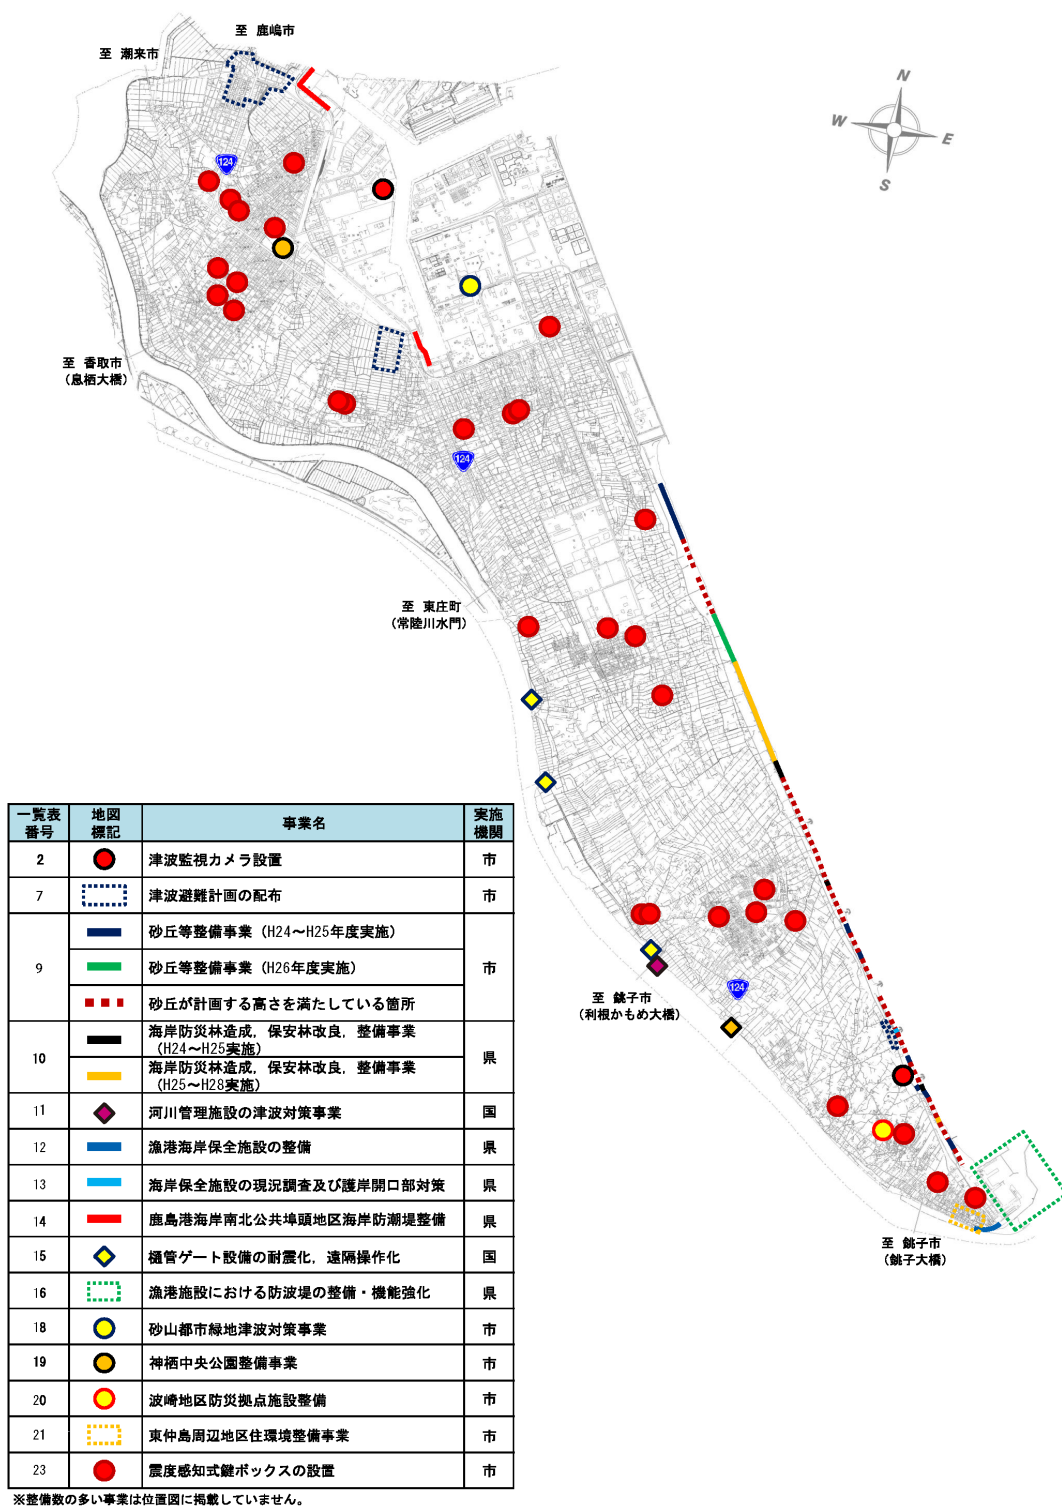 至 鹿嶋市
至 潮来市
N
W
E
S
124
至 香取市
（息栖大橋）
124
至 東庄町
（常陸川水門）
124
至 銚子市
（利根かもめ大橋）
至 銚子市
（銚子大橋）
一覧表番号 地図標記 事業名 実施機関
2 津波監視カメラ設置 市
7 津波避難計画の配布 市
9 砂丘等整備事業（H24～H25年度実施） 市
砂丘等整備事業（H26年度実施）
砂丘が計画する高さを満たしている箇所
10 海岸防災林造成，保安林改良，整備事業 県
（H24～H25実施）
海岸防災林造成，保安林改良，整備事業
（H25～H28実施）
11 河川管理施設の津波対策事業 国
12 漁港海岸保全施設の整備 県
13 海岸保全施設の現況調査及び護岸開口部対策 県
14 鹿島港海岸南北公共埠頭地区海岸防潮堤整備 県
15 樋管ゲート設備の耐震化，遠隔操作化 国
16 漁港施設における防波堤の整備・機能強化 県
18 砂山都市緑地津波対策事業 市
19 神栖中央公園整備事業 市
20 波崎地区防災拠点施設整備 市
21 東仲島周辺地区住環境整備事業 市
23 震度感知式鍵ボックスの設置 市
※整備数の多い事業は位置図に掲載していません。